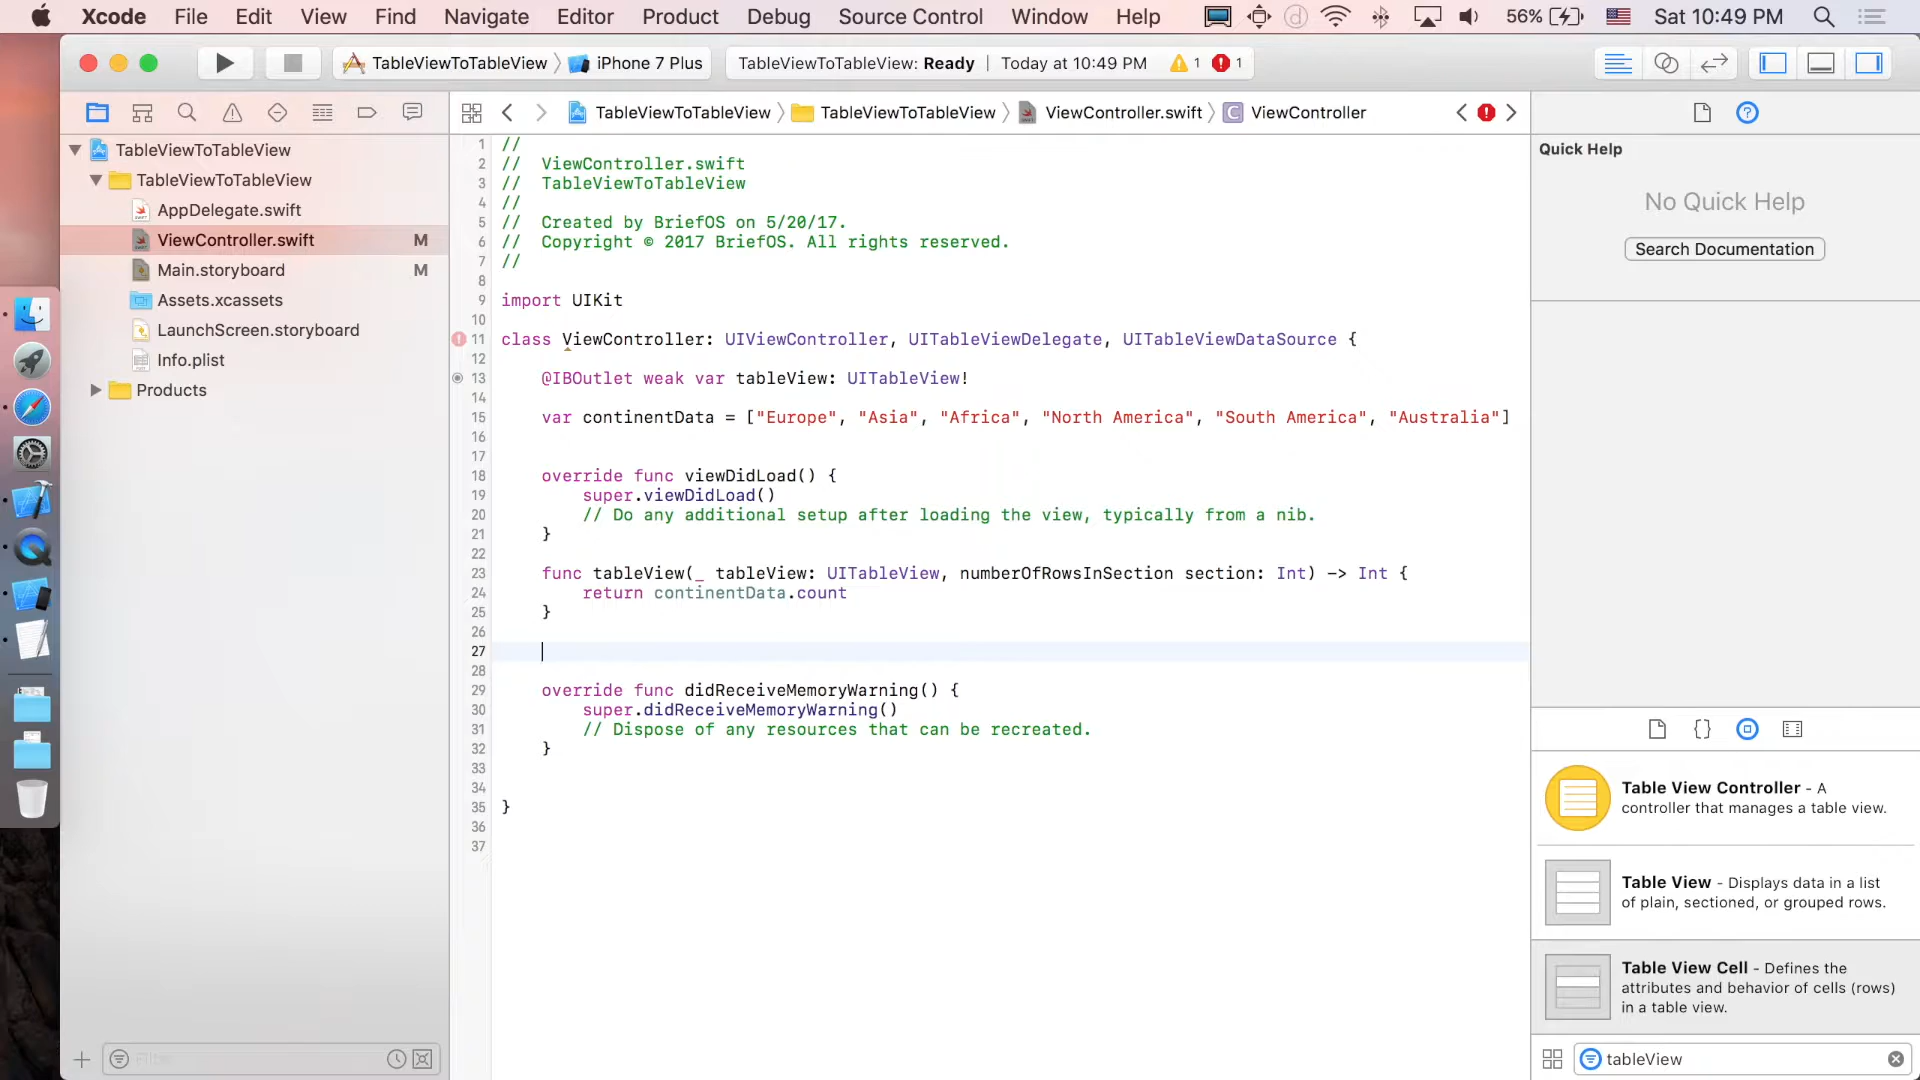 Xcode File Edit View Find Navigate Editor Product Debug Source Control Window Help 56% Sat 10:49 PM
TableViewToTableView iPhone 7 Plus TableViewToTableView: Ready Today at 10:49 PM 1 1
TableViewToTableView TableViewToTableView ViewController.swift C ViewController
TableViewToTableView
TableViewToTableView
AppDelegate.swift
ViewController.swift M
Main.storyboard M
Assets.xcassets
LaunchScreen.storyboard
Info.plist
Products
Filter
1 //
2 //  ViewController.swift
3 //  TableViewToTableView
4 //
5 //  Created by BriefOS on 5/20/17.
6 //  Copyright © 2017 BriefOS. All rights reserved.
7 //
8
9 import UIKit
10
11 class ViewController: UIViewController, UITableViewDelegate, UITableViewDataSource {
12
13     @IBOutlet weak var tableView: UITableView!
14
15     var continentData = ["Europe", "Asia", "Africa", "North America", "South America", "Australia"]
16
17
18     override func viewDidLoad() {
19         super.viewDidLoad()
20         // Do any additional setup after loading the view, typically from a nib.
21     }
22
23     func tableView(_ tableView: UITableView, numberOfRowsInSection section: Int) -> Int {
24         return continentData.count
25     }
26
27
28
29     override func didReceiveMemoryWarning() {
30         super.didReceiveMemoryWarning()
31         // Dispose of any resources that can be recreated.
32     }
33
34
35 }
36
37
Quick Help
No Quick Help
Search Documentation
{}
Table View Controller - A
controller that manages a table view.
Table View - Displays data in a list
of plain, sectioned, or grouped rows.
Table View Cell - Defines the
attributes and behavior of cells (rows)
in a table view.
tableView